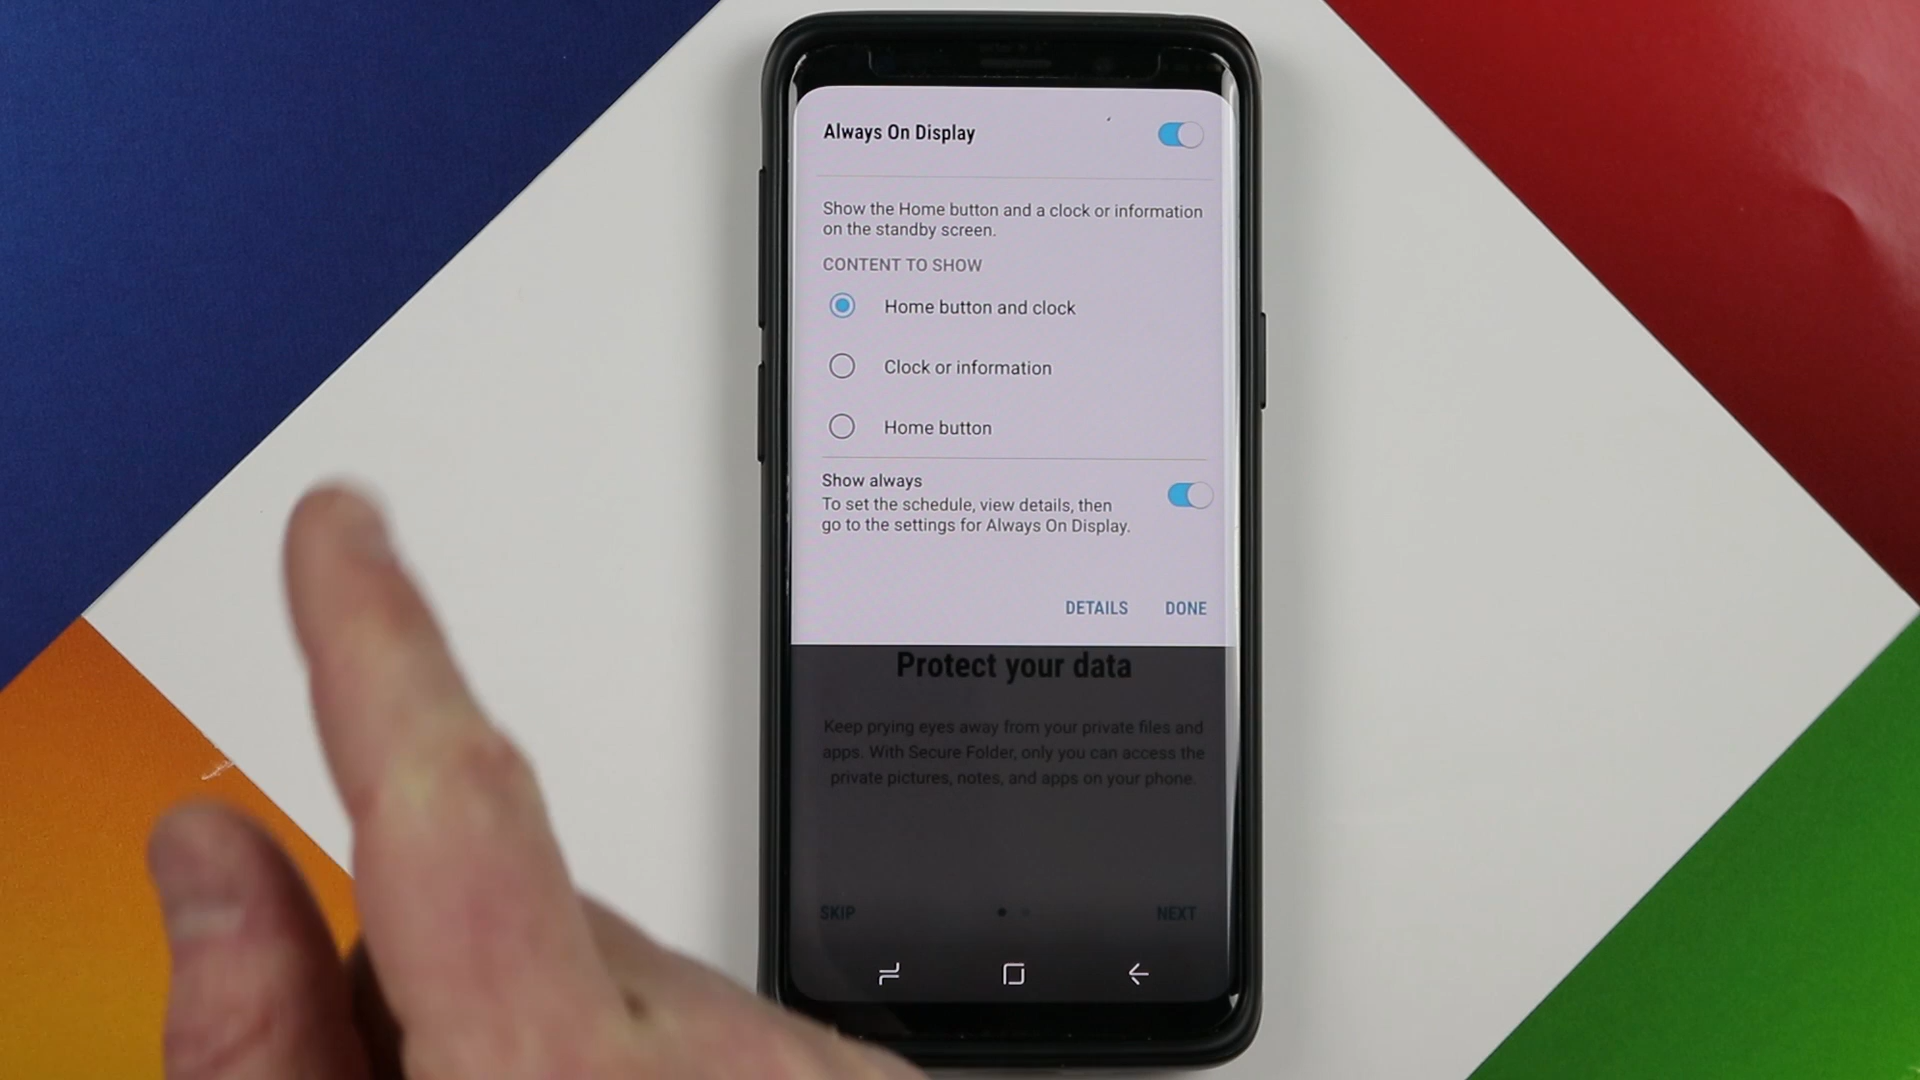 Always On Display
Show the Home button and a clock or information
on the standby screen.
CONTENT TO SHOW
Home button and clock
Clock or information
Home button
Show always
To set the schedule, view details, then
go to the settings for Always On Display.
DETAILS DONE
Protect your data
Keep prying eyes away from your private files and
apps. With Secure Folder, only you can access the
private pictures, notes, and apps on your phone.
SKIP NEXT